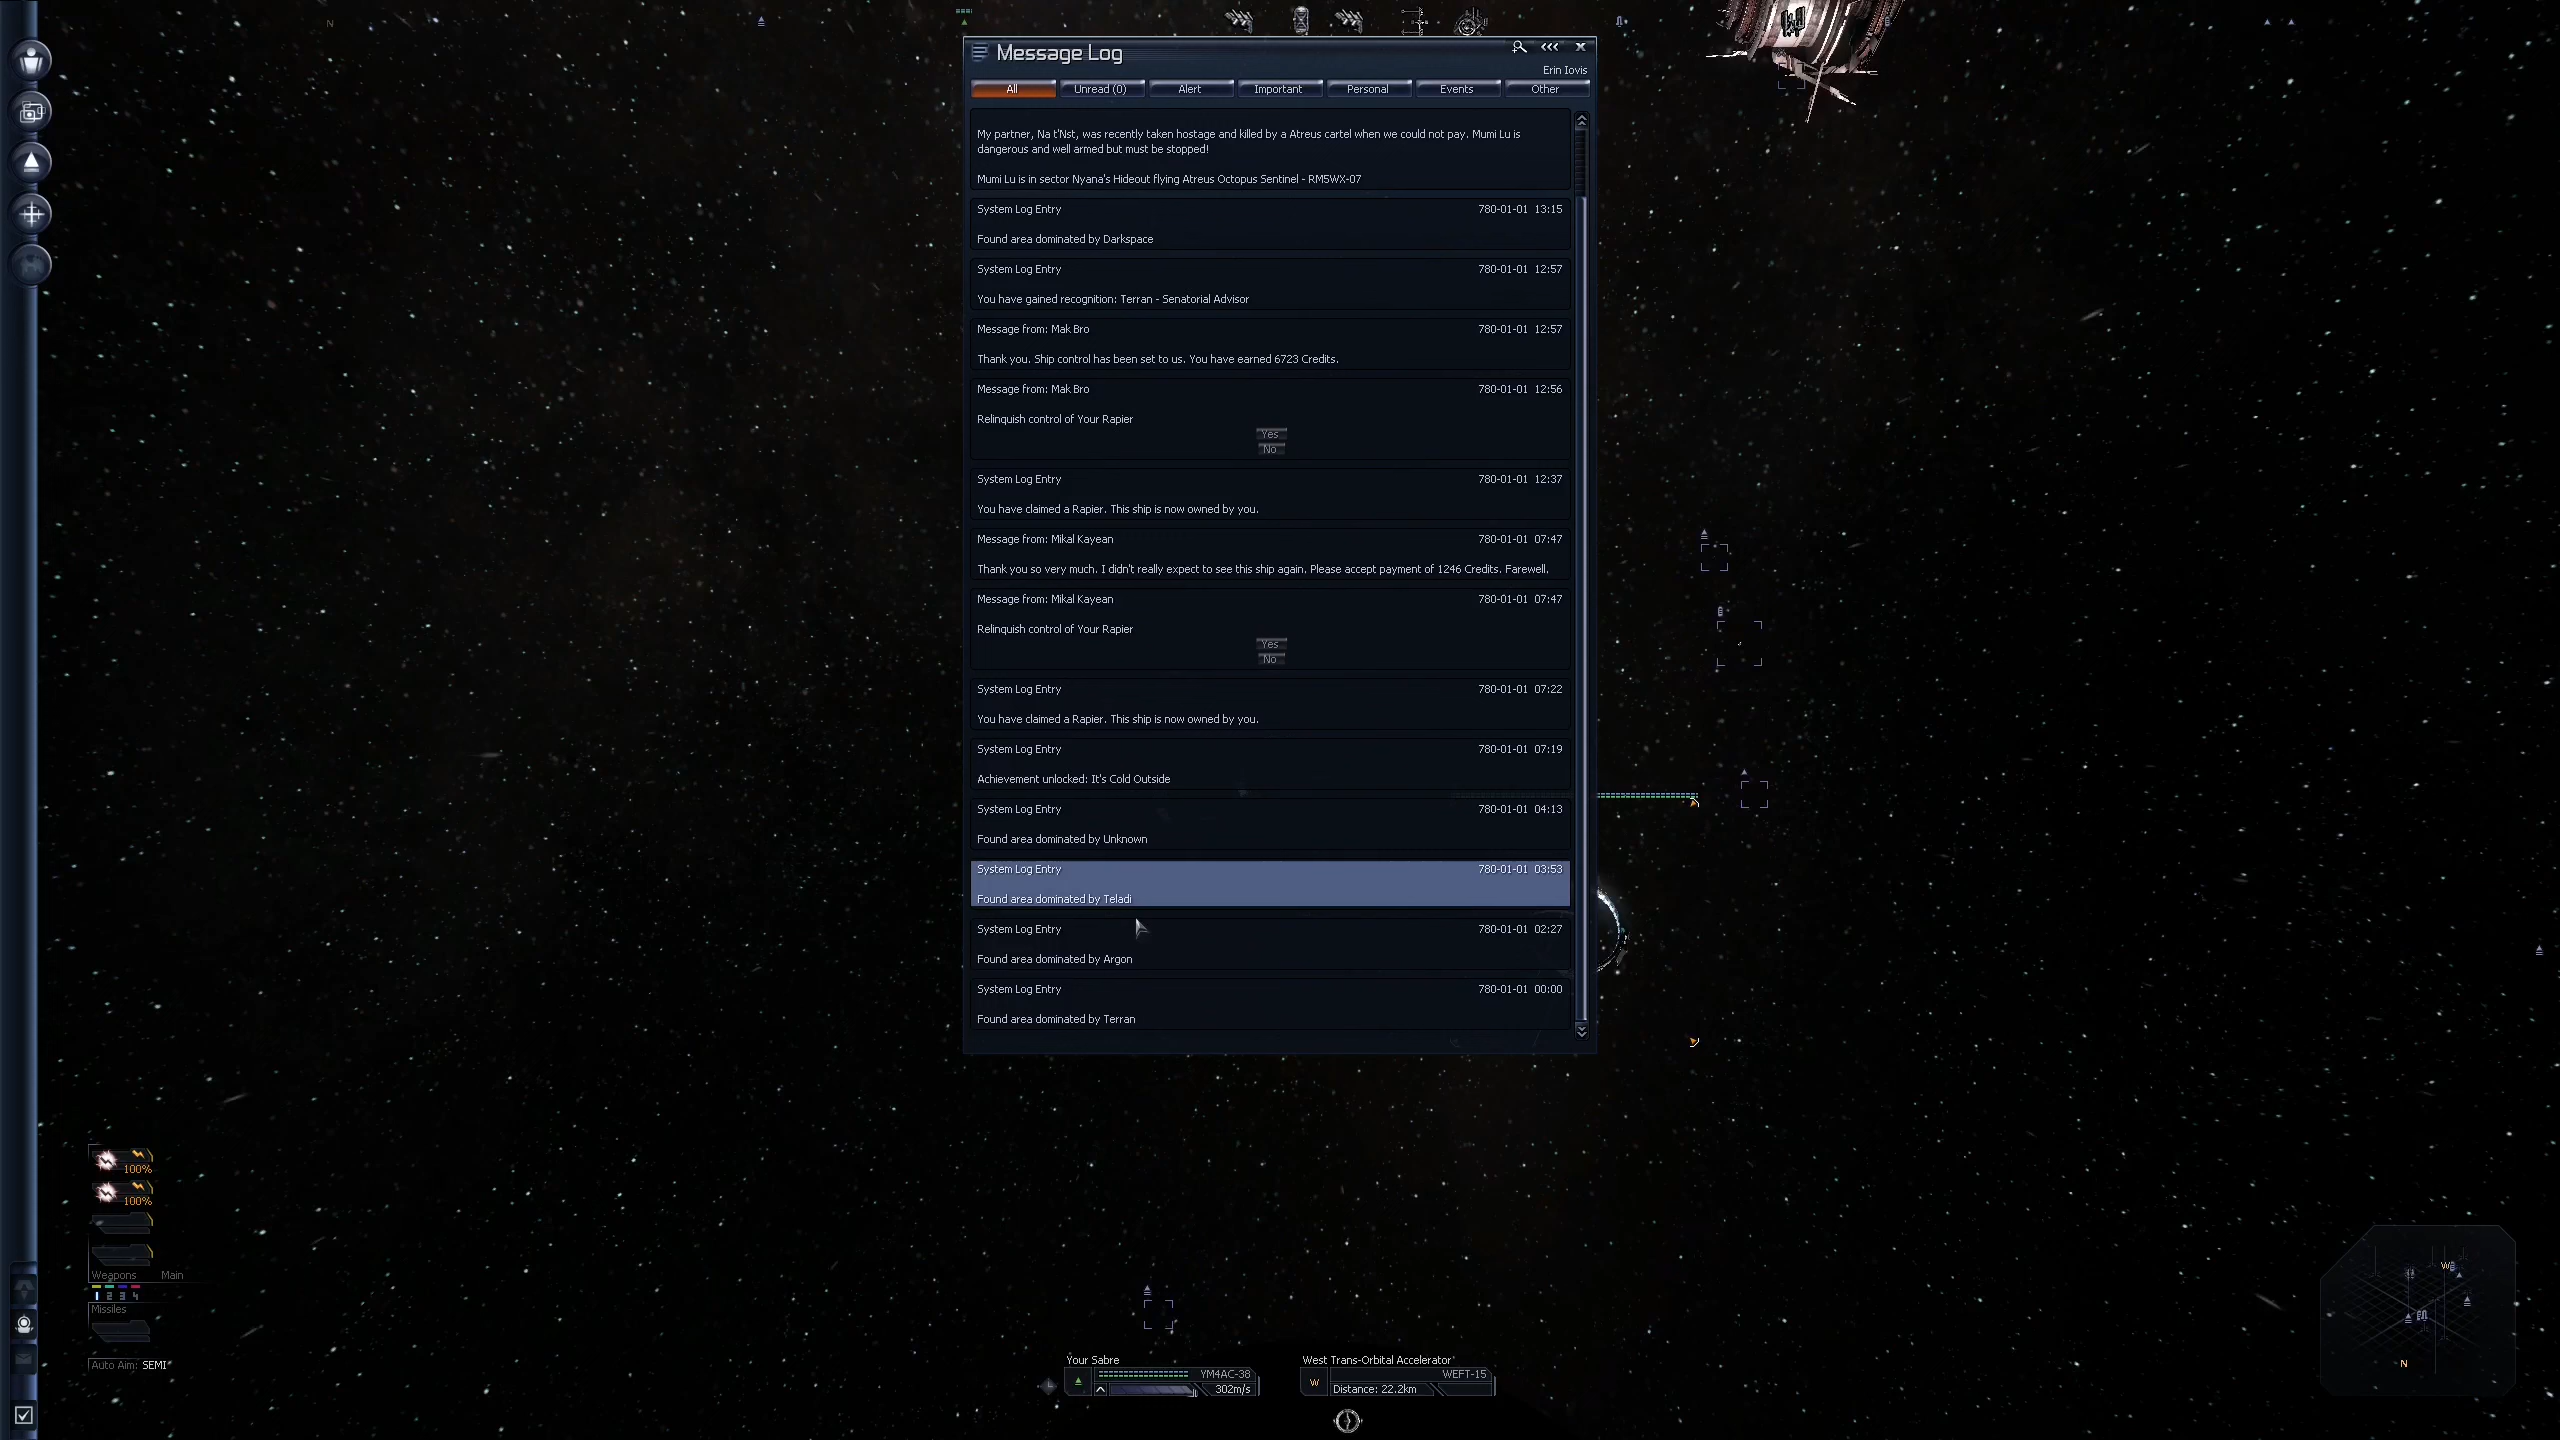 N
Message Log
Erin Iovis
All
Unread (0)
Alert
Important
Personal
Events
Other
My partner, Na t'Nst, was recently taken hostage and killed by a Atreus cartel when we could not pay. Mumi Lu is
dangerous and well armed but must be stopped!
Mumi Lu is in sector Nyana's Hideout flying Atreus Octopus Sentinel - RM5WX-07
System Log Entry 780-01-01 13:15
Found area dominated by Darkspace
System Log Entry 780-01-01 12:57
You have gained recognition: Terran - Senatorial Advisor
Message from: Mak Bro 780-01-01 12:57
Thank you. Ship control has been set to us. You have earned 6723 Credits.
Message from: Mak Bro 780-01-01 12:56
Relinquish control of Your Rapier
Yes
No
System Log Entry 780-01-01 12:37
You have claimed a Rapier. This ship is now owned by you.
Message from: Mikal Kayean 780-01-01 07:47
Thank you so very much. I didn't really expect to see this ship again. Please accept payment of 1246 Credits. Farewell.
Message from: Mikal Kayean 780-01-01 07:47
Relinquish control of Your Rapier
Yes
No
System Log Entry 780-01-01 07:22
You have claimed a Rapier. This ship is now owned by you.
System Log Entry 780-01-01 07:19
Achievement unlocked: It's Cold Outside
System Log Entry 780-01-01 04:13
Found area dominated by Unknown
System Log Entry 780-01-01 03:53
Found area dominated by Teladi
System Log Entry 780-01-01 02:27
Found area dominated by Argon
System Log Entry 780-01-01 00:00
Found area dominated by Terran
100%
100%
Weapons Main
1 2 3 4
Missiles
Auto Aim: SEMI
Your Sabre
YM4AC-38
302m/s
West Trans-Orbital Accelerator
WEFT-15
W
Distance: 22.2km
W
N